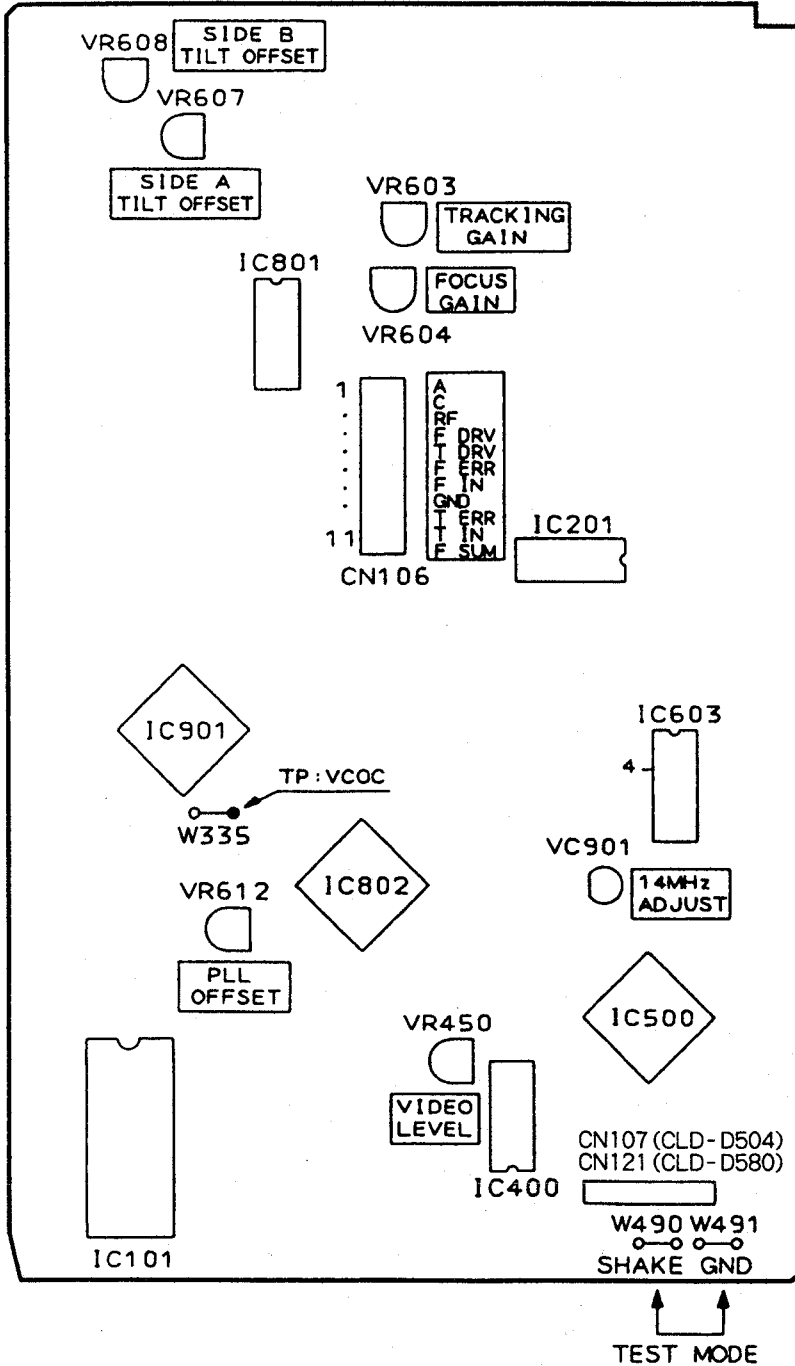 VR608
SIDE B
TILT OFFSET
VR607
SIDE A
TILT OFFSET
VR603
TRACKING
GAIN
IC801
FOCUS
GAIN
VR604
1
.
.
.
.
.
.
.
11
A
C
RF
F DRV
T DRV
F ERR
F IN
GND
T ERR
T IN
F SUM
CN106
IC201
IC901
TP:VCOC
W335
IC603
4
IC802
VC901
14MHz
ADJUST
VR612
PLL
OFFSET
IC500
VR450
VIDEO
LEVEL
IC400
IC101
CN107(CLD-D504)
CN121(CLD-D580)
W490 W491
SHAKE GND
TEST MODE